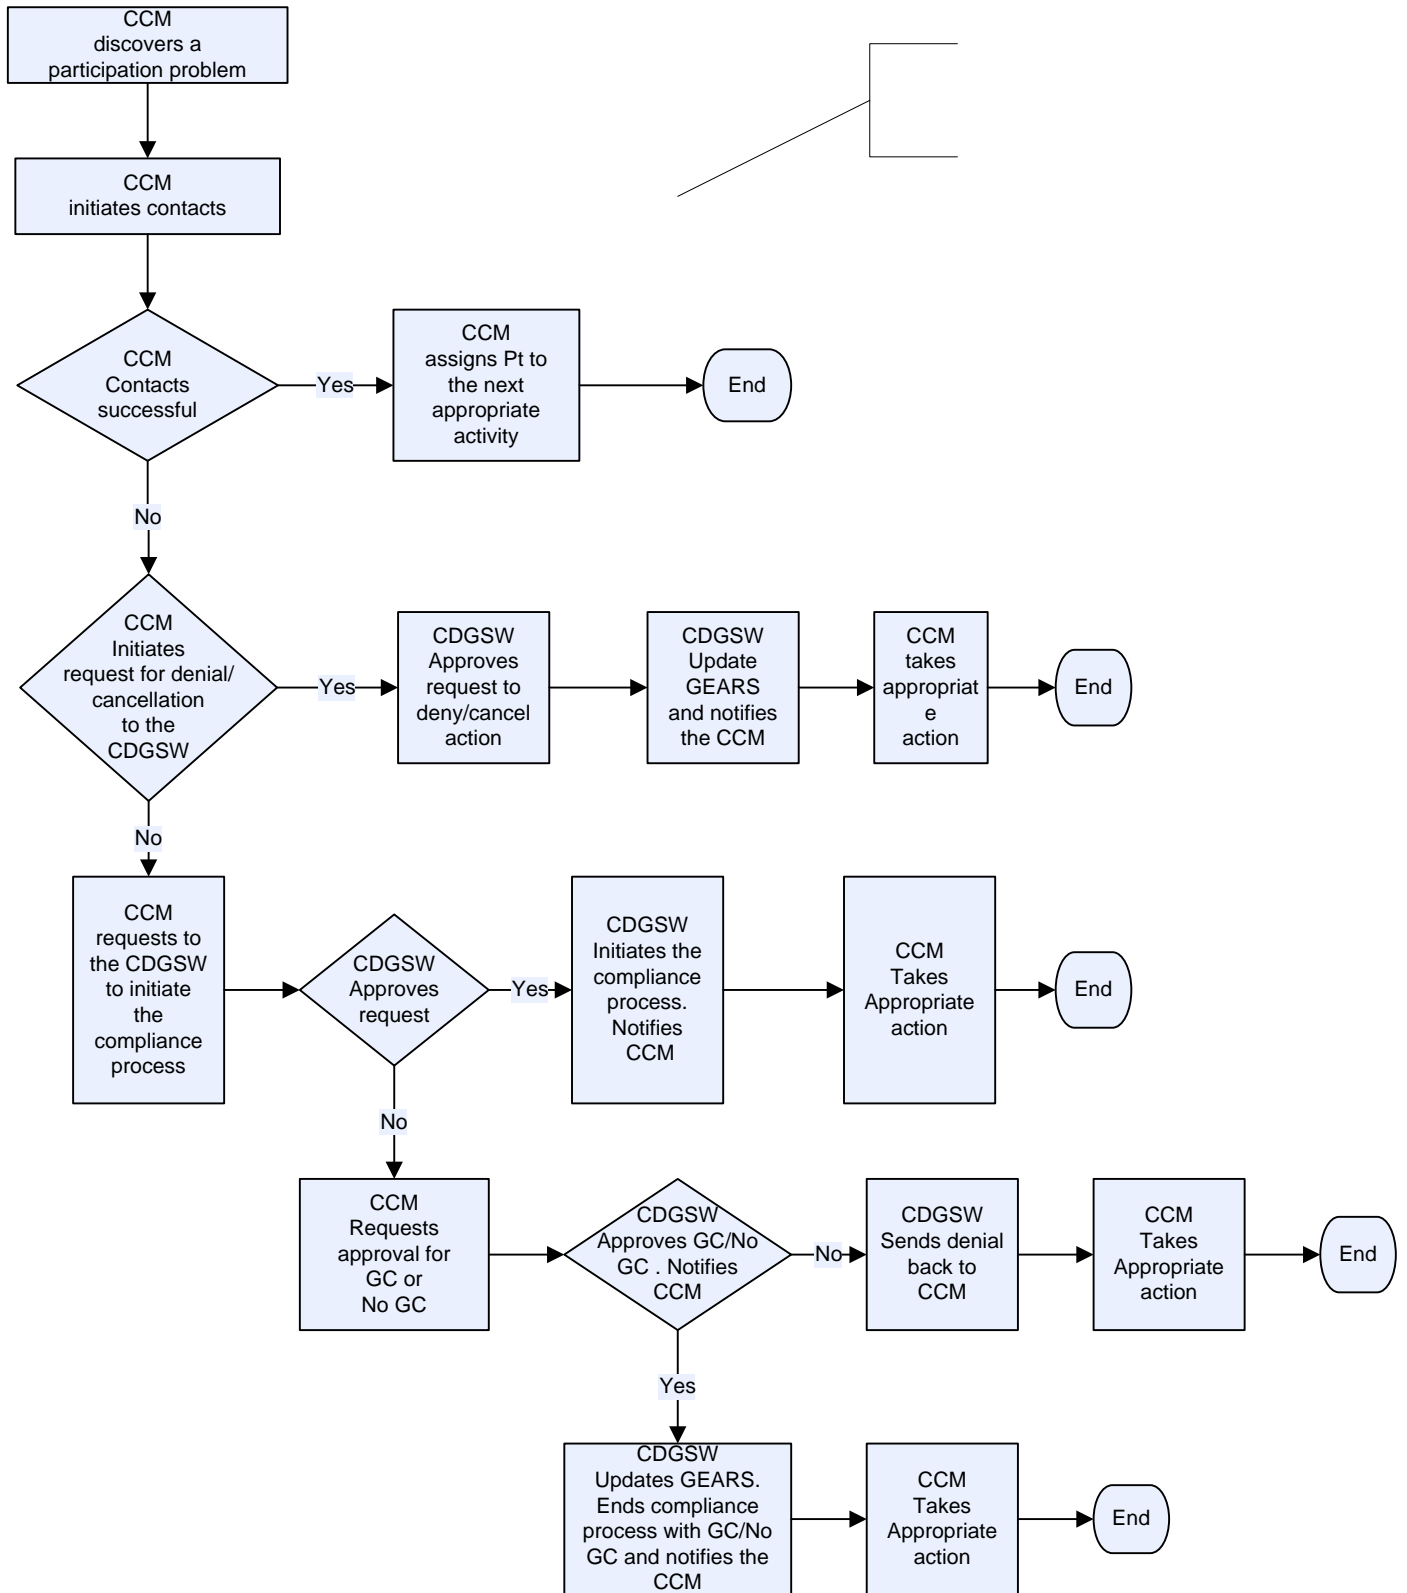 CCM
discovers a
participation problem
CCM
initiates contacts
CCM
Contacts
successful
Yes
CCM
assigns Pt to
the next
appropriate
activity
End
No
CCM
Initiates
request for denial/
cancellation
to the
CDGSW
Yes
CDGSW
Approves
request to
deny/cancel
action
CDGSW
Update
GEARS
and notifies
the CCM
CCM
takes
appropriat
e
action
End
No
CCM
requests to
the CDGSW
to initiate
the
compliance
process
CDGSW
Approves
request
Yes
CDGSW
Initiates the
compliance
process.
Notifies
CCM
CCM
Takes
Appropriate
action
End
No
CCM
Requests
approval for
GC or
No GC
CDGSW
Approves GC/No
GC . Notifies
CCM
No
CDGSW
Sends denial
back to
CCM
CCM
Takes
Appropriate
action
End
Yes
CDGSW
Updates GEARS.
Ends compliance
process with GC/No
GC and notifies the
CCM
CCM
Takes
Appropriate
action
End